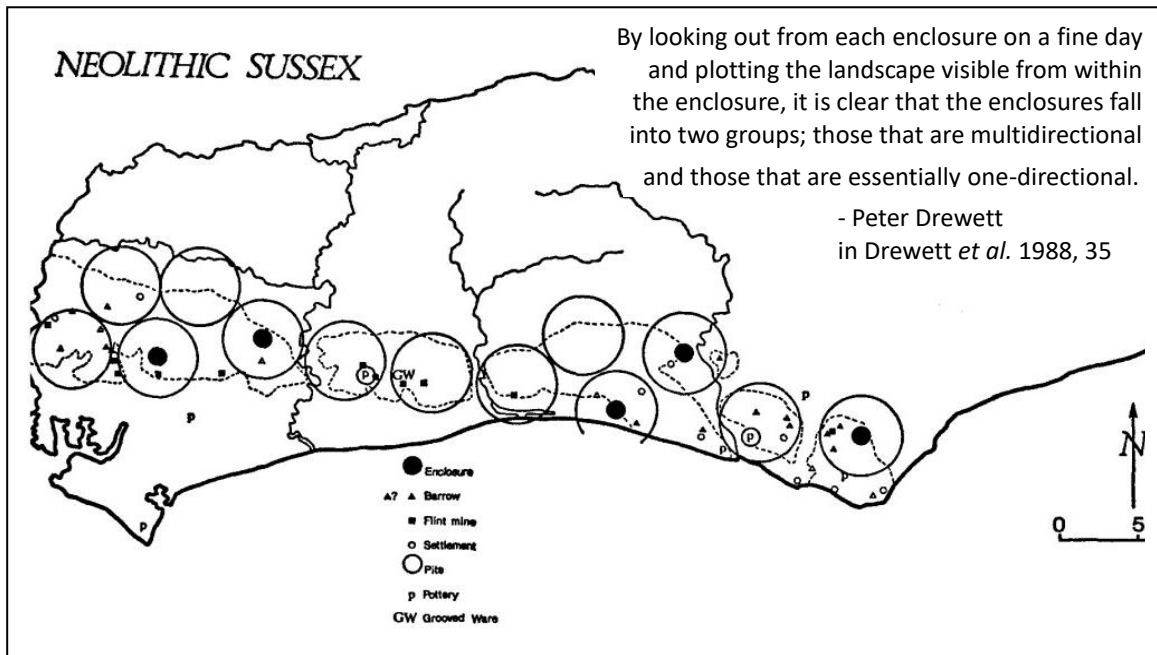 NEOLITHIC SUSSEX
By looking out from each enclosure on a fine day
and plotting the landscape visible from within
the enclosure, it is clear that the enclosures fall
into two groups; those that are multidirectional
and those that are essentially one-directional.
- Peter Drewett
in Drewett et al. 1988, 35
P
GW
P
P
P
P
P
P
N
0 5
Enclosure
▲? ▲ Barrow
Flint mine
Settlement
Pits
P Pottery
GW Grooved Ware